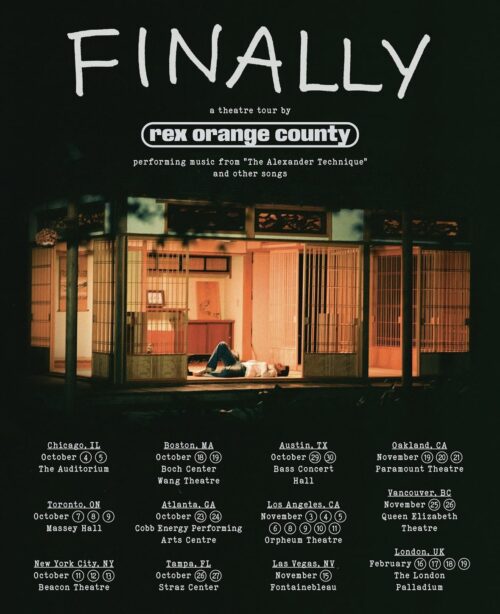 FINALLY
a theatre tour by
rex orange county
performing music from "The Alexander Technique"
and other songs
Chicago, IL
October 4 5
The Auditorium
Boston, MA
October 18 19
Boch Center
Wang Theatre
Austin, TX
October 29 30
Bass Concert
Hall
Oakland, CA
November 19 20 21
Paramount Theatre
Toronto, ON
October 7 8 9
Massey Hall
Atlanta, GA
October 23 24
Cobb Energy Performing
Arts Centre
Los Angeles, CA
November 3 4 5
6 8 9 10 11
Orpheum Theatre
Vancouver, BC
November 25 26
Queen Elizabeth
Theatre
New York City, NY
October 11 12 13
Beacon Theatre
Tampa, FL
October 26 27
Straz Center
Las Vegas, NV
November 15
Fontainebleau
London, UK
February 16 17 18 19
The London
Palladium